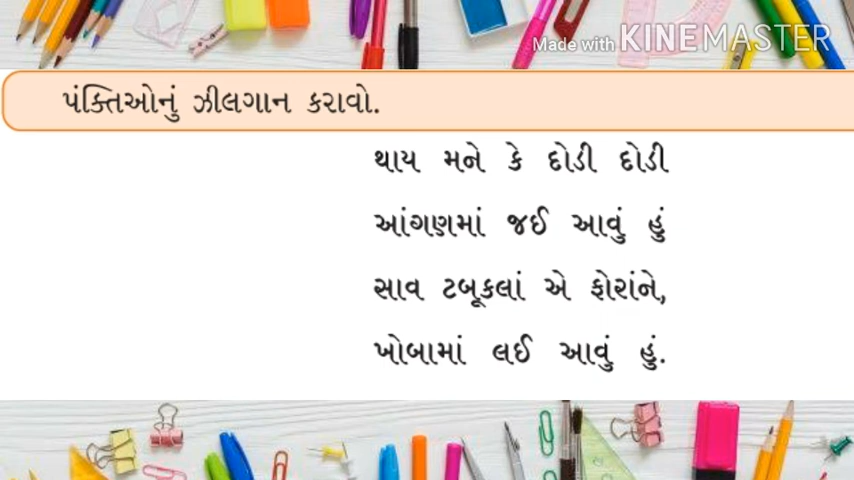 Made with KINEMASTER
પંક્તિઓનું ઝીલગાન કરાવો.
થાય મને કે દોડી દોડી
આંગણમાં જઈ આવું હું
સાવ ટબૂકલાં એ ફોરાંને,
ખોબામાં લઈ આવું હું.